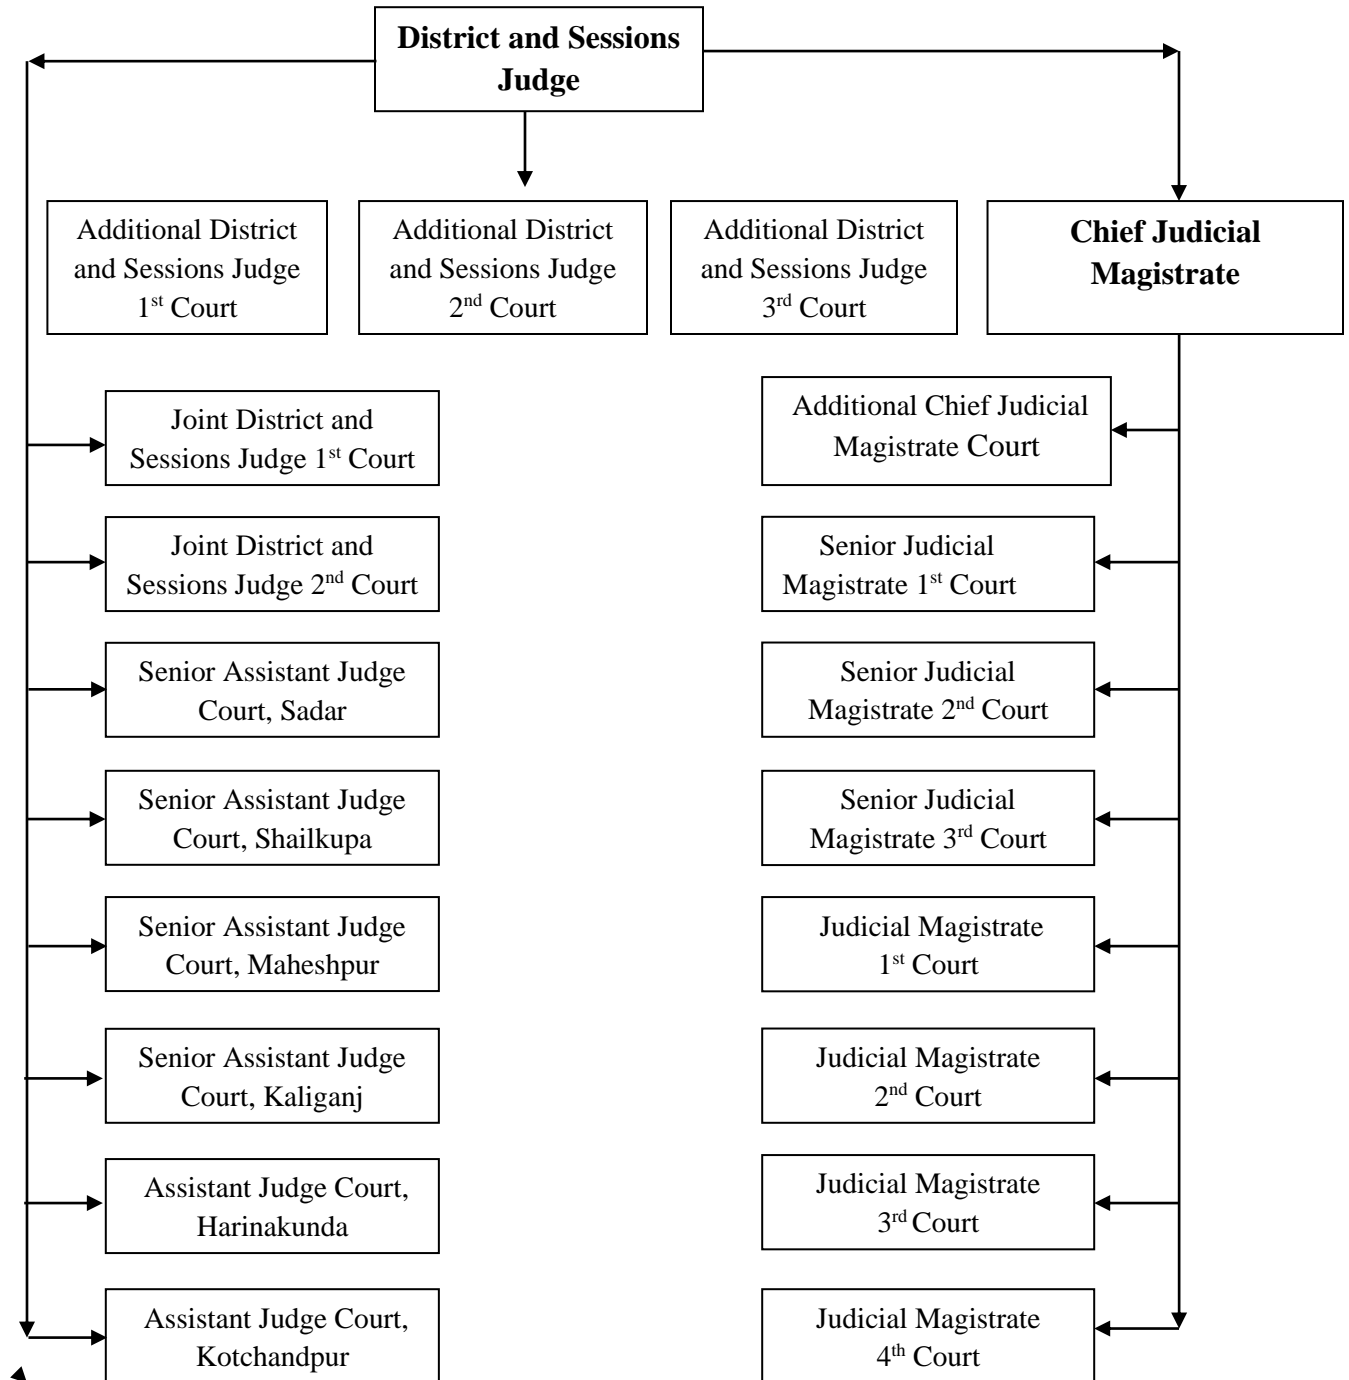 District and Sessions
Judge
Additional District
and Sessions Judge
1st Court
Additional District
and Sessions Judge
2nd Court
Additional District
and Sessions Judge
3rd Court
Chief Judicial
Magistrate
Joint District and
Sessions Judge 1st Court
Joint District and
Sessions Judge 2nd Court
Senior Assistant Judge
Court, Sadar
Senior Assistant Judge
Court, Shailkupa
Senior Assistant Judge
Court, Maheshpur
Senior Assistant Judge
Court, Kaliganj
Assistant Judge Court,
Harinakunda
Assistant Judge Court,
Kotchandpur
Additional Chief Judicial
Magistrate Court
Senior Judicial
Magistrate 1st Court
Senior Judicial
Magistrate 2nd Court
Senior Judicial
Magistrate 3rd Court
Judicial Magistrate
1st Court
Judicial Magistrate
2nd Court
Judicial Magistrate
3rd Court
Judicial Magistrate
4th Court